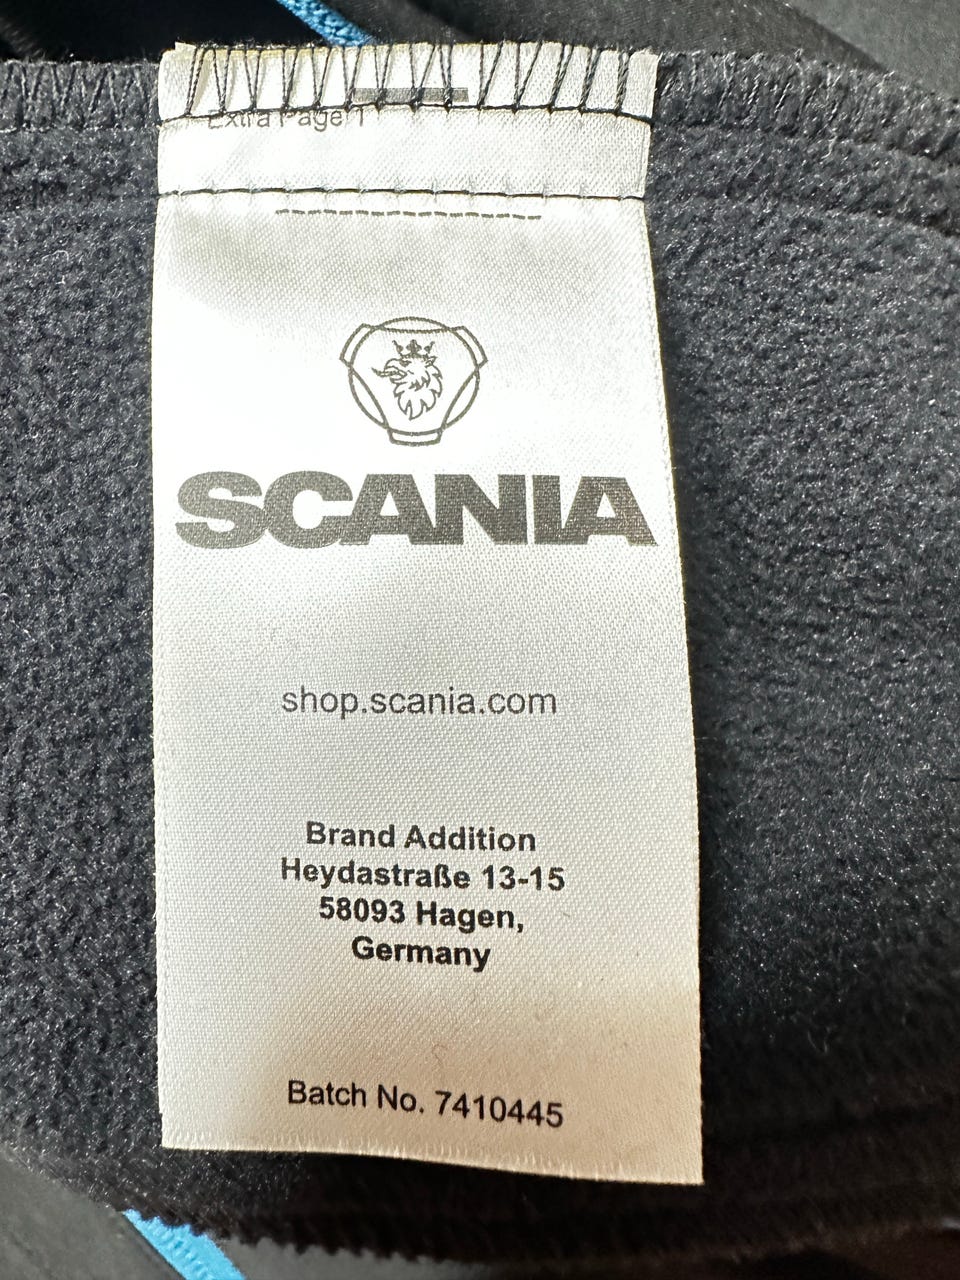 Extra Page 1
SCANIA
shop.scania.com
Brand Addition
Heydastraße 13-15
58093 Hagen,
Germany
Batch No. 7410445